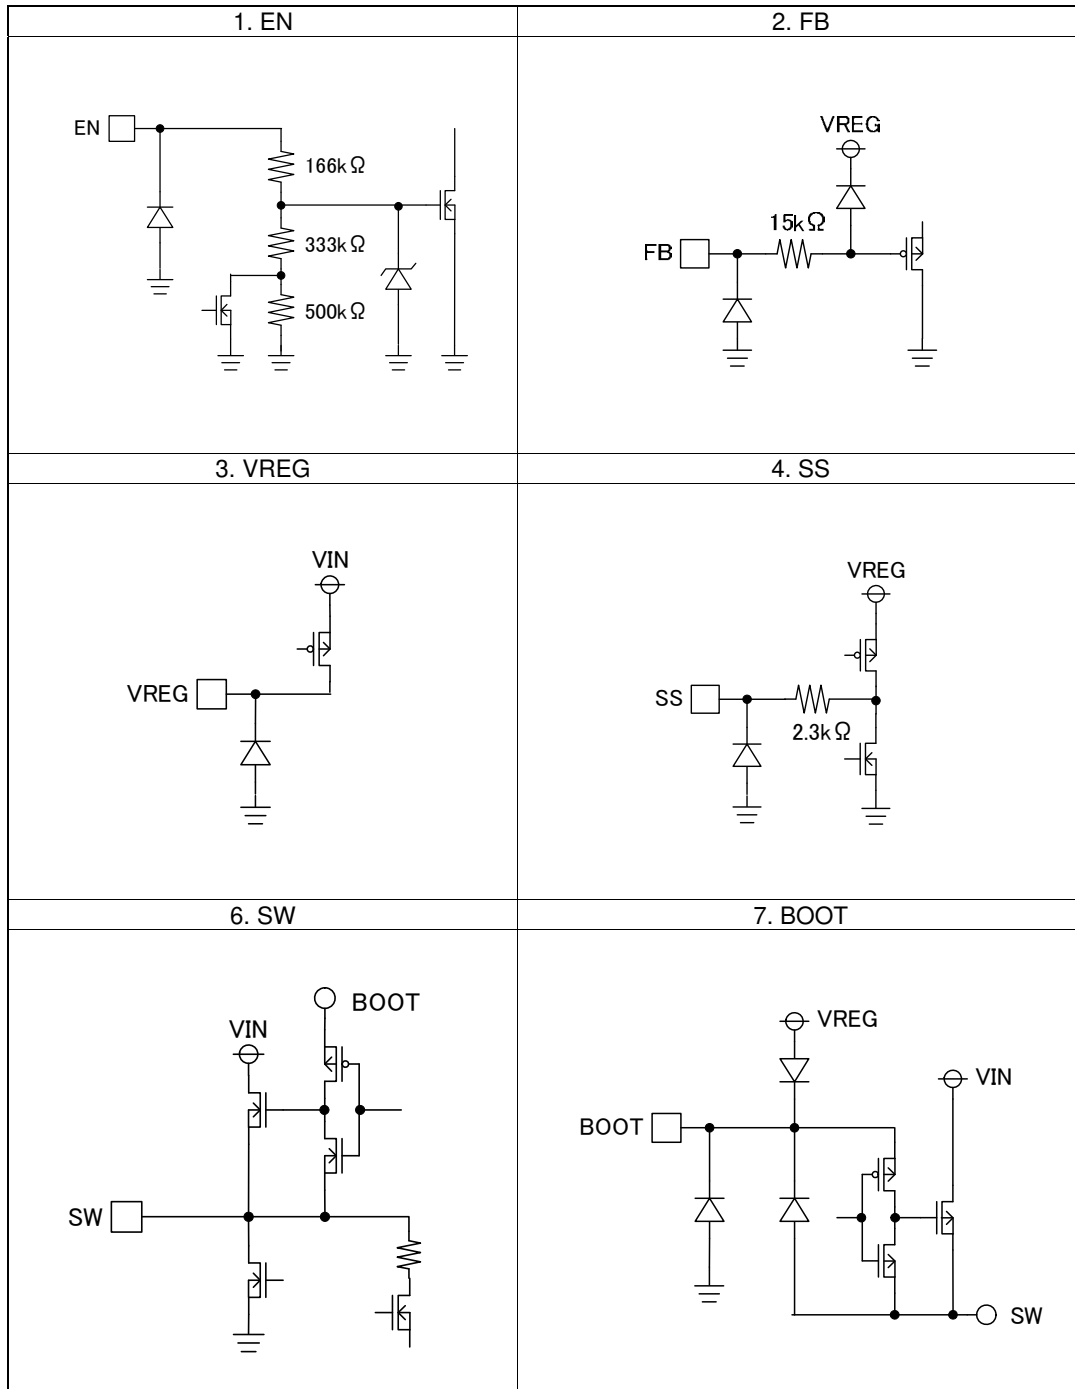 1. EN
2. FB
EN
166kΩ
333kΩ
500kΩ
VREG
15kΩ
FB
3. VREG
4. SS
VIN
VREG
VREG
SS
2.3kΩ
6. SW
7. BOOT
BOOT
VIN
SW
VREG
VIN
BOOT
SW